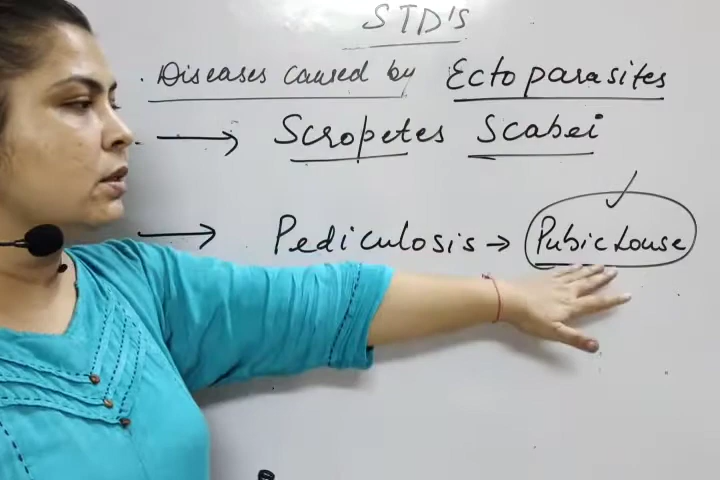 STD's
. Diseases caused by Ectoparasites
→ Scropetes Scabei
→ Pediculosis → Pubic Louse ✓